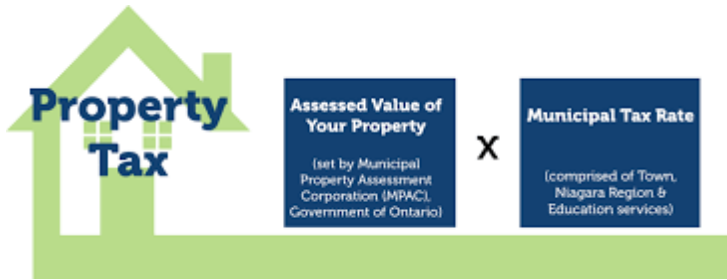 Property
Tax
Assessed Value of
Your Property
(set by Municipal
Property Assessment
Corporation (MPAC),
Government of Ontario)
X
Municipal Tax Rate
(comprised of Town,
Niagara Region &
Education services)